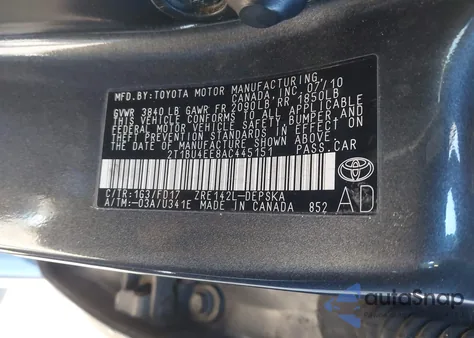 MFD.BY:TOYOTA MOTOR MANUFACTURING
CANADA, INC. 07/10
GVWR 3840 LB GAWR FR 2090LB RR 1850LB
THIS VEHICLE CONFORMS TO ALL APPLICABLE
FEDERAL MOTOR VEHICLE SAFETY, BUMPER, AND
THEFT PREVENTION STANDARDS IN EFFECT ON
THE DATE OF MANUFACTURE SHOWN ABOVE.
2T1BU4EE8AC445151 PASS.CAR
C/TR:1G3/FD17 ZRE142L-DEPSKA
A/TM:-03A/U341E MADE IN CANADA 852
AD
autoShop